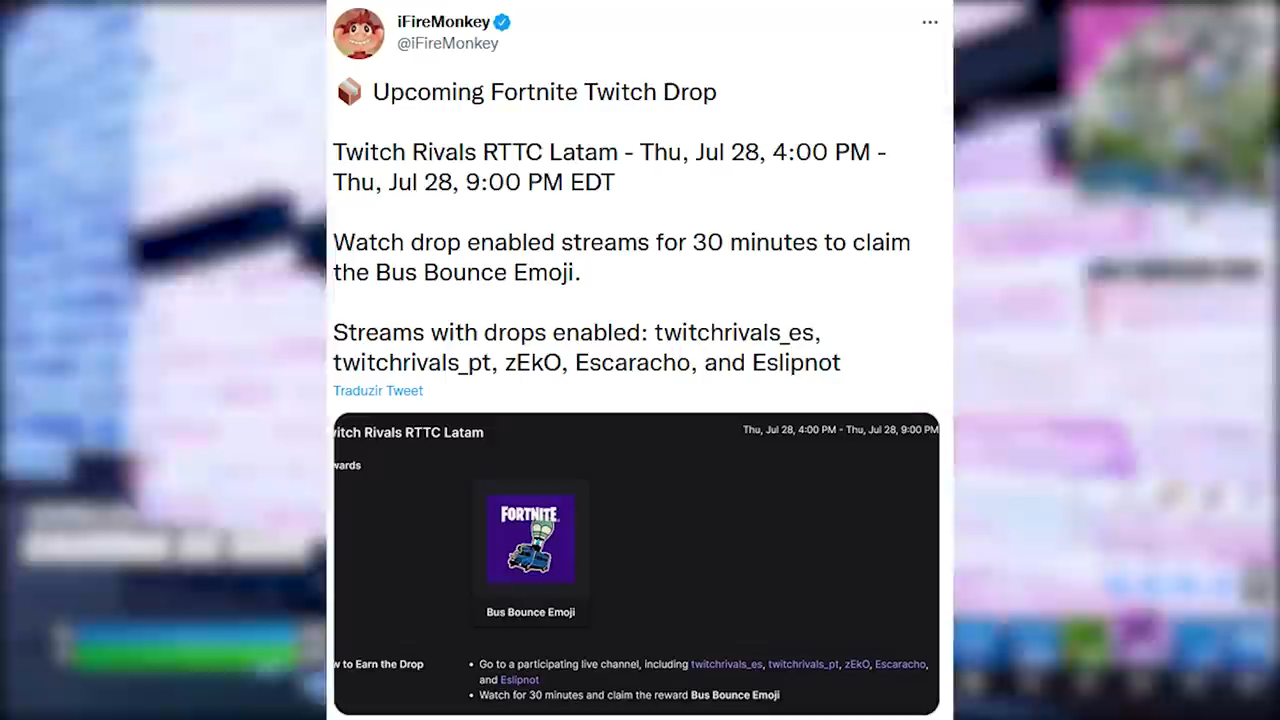 iFireMonkey
@iFireMonkey
Upcoming Fortnite Twitch Drop
Twitch Rivals RTTC Latam - Thu, Jul 28, 4:00 PM -
Thu, Jul 28, 9:00 PM EDT
Watch drop enabled streams for 30 minutes to claim
the Bus Bounce Emoji.
Streams with drops enabled: twitchrivals_es,
twitchrivals_pt, zEkO, Escaracho, and Eslipnot
Traduzir Tweet
itch Rivals RTTC Latam
Thu, Jul 28, 4:00 PM - Thu, Jul 28, 9:00 PM
wards
FORTNITE
Bus Bounce Emoji
w to Earn the Drop
• Go to a participating live channel, including twitchrivals_es, twitchrivals_pt, zEkO, Escaracho,
and Eslipnot
• Watch for 30 minutes and claim the reward Bus Bounce Emoji